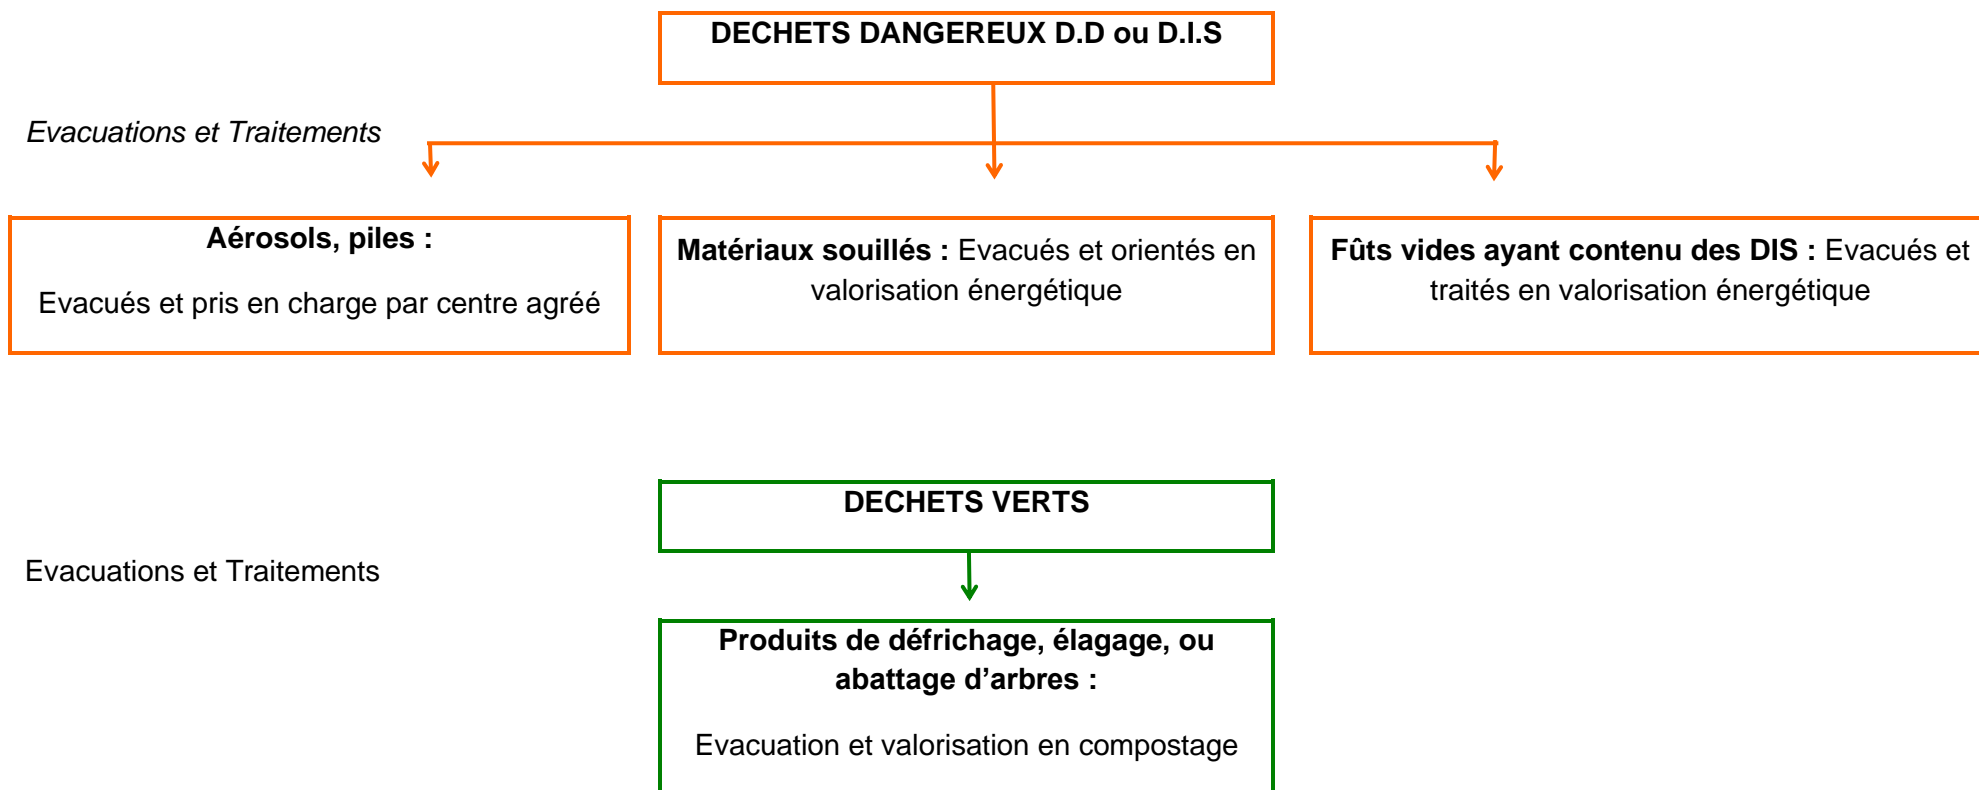 DECHETS DANGEREUX D.D ou D.I.S
Evacuations et Traitements
Aérosols, piles :
Evacués et pris en charge par centre agréé
Matériaux souillés : Evacués et orientés en
valorisation énergétique
Fûts vides ayant contenu des DIS : Evacués et
traités en valorisation énergétique
DECHETS VERTS
Evacuations et Traitements
Produits de défrichage, élagage, ou
abattage d’arbres :
Evacuation et valorisation en compostage